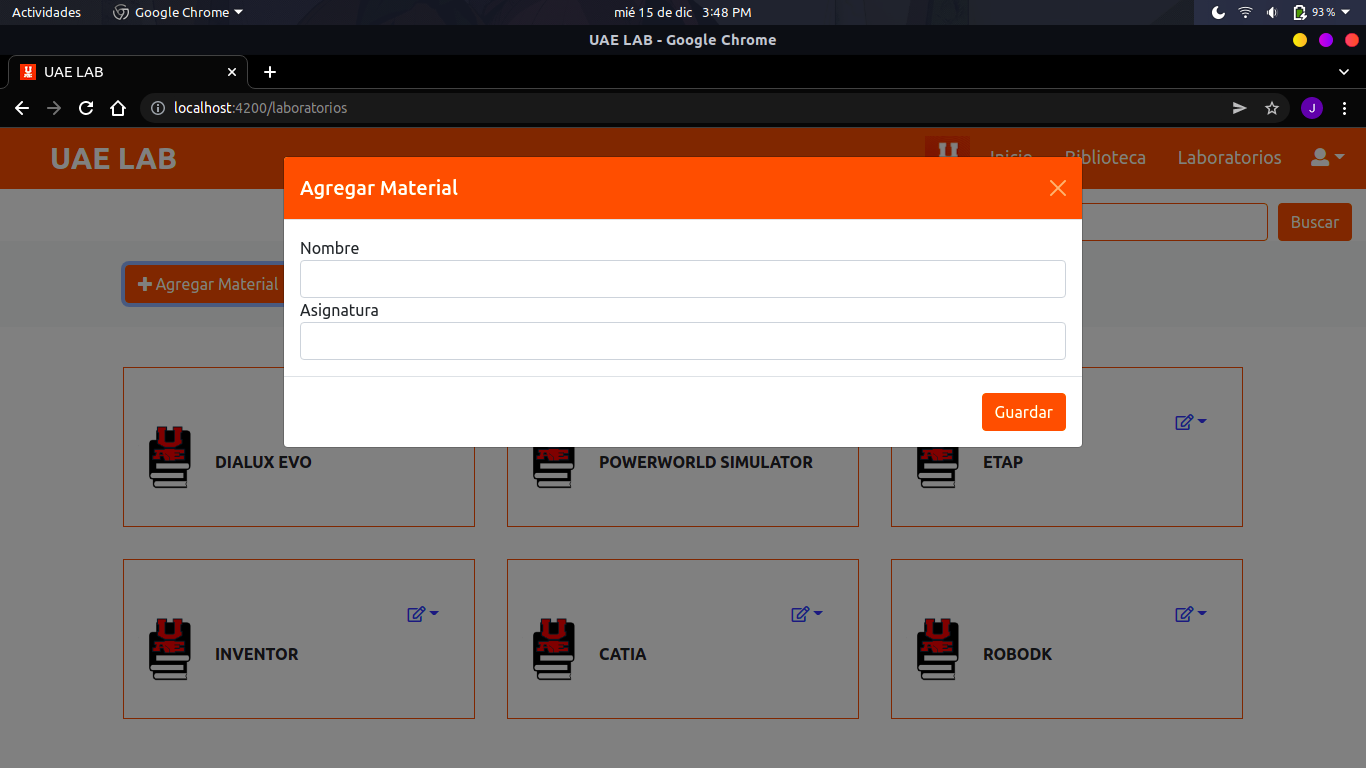 Actividades Google Chrome mié 15 de dic 3:48 PM 93 %
UAE LAB - Google Chrome
UAE LAB
localhost:4200/laboratorios J
UAE LAB Inicio Biblioteca Laboratorios
Agregar Material
Buscar
Nombre
Agregar Material
Asignatura
Guardar
DIALUX EVO POWERWORLD SIMULATOR ETAP
INVENTOR CATIA ROBODK